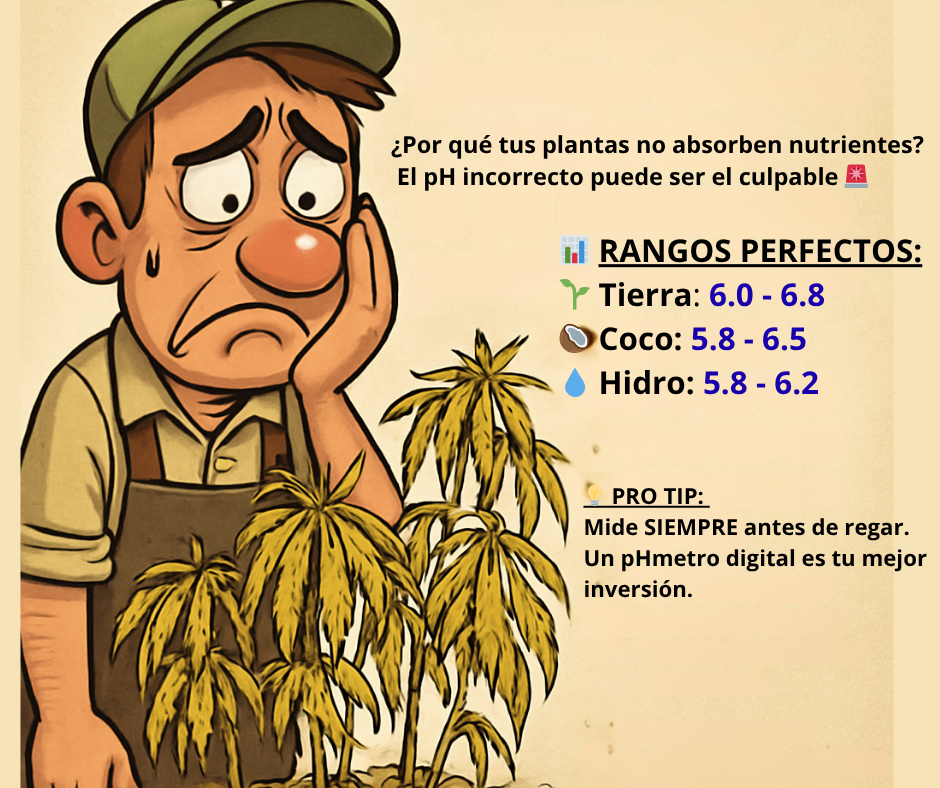 ¿Por qué tus plantas no absorben nutrientes?
El pH incorrecto puede ser el culpable 🚨
📊 RANGOS PERFECTOS:
🌱 Tierra: 6.0 - 6.8
🥥 Coco: 5.8 - 6.5
💧 Hidro: 5.8 - 6.2
💡 PRO TIP:
Mide SIEMPRE antes de regar.
Un pHmetro digital es tu mejor
inversión.